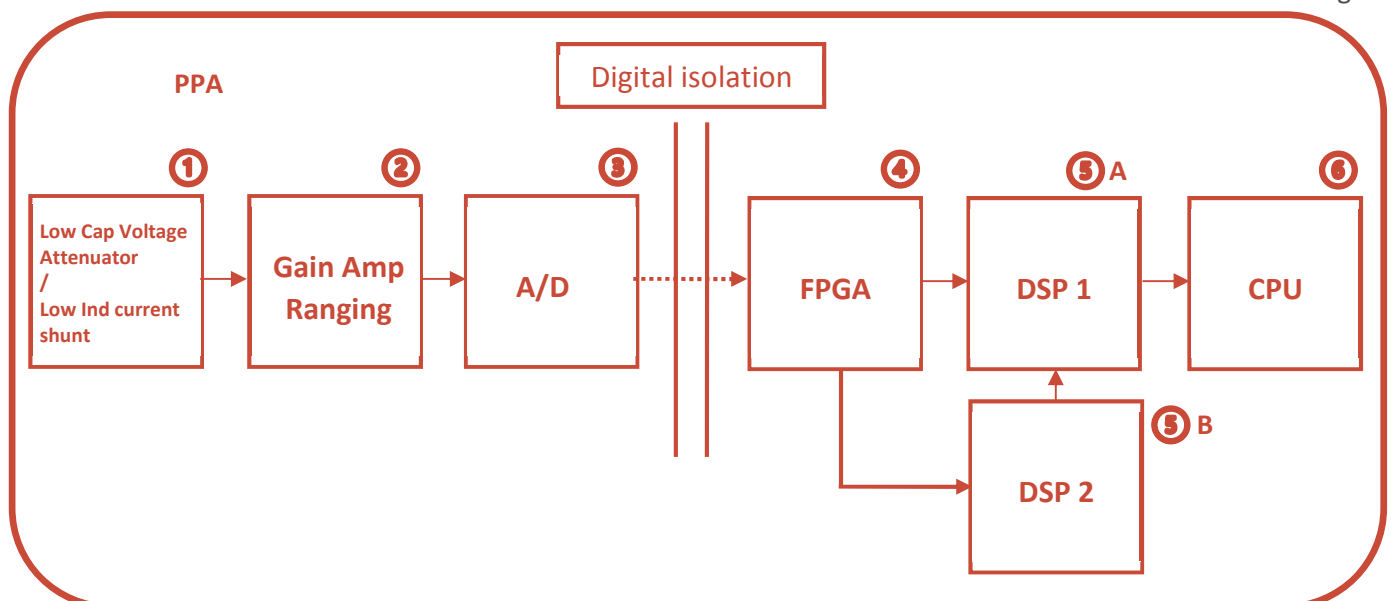 g
Digital isolation
PPA
①
②
③
④
⑤ A
⑥
Low Cap Voltage
Attenuator
/
Low Ind current
shunt
Gain Amp
Ranging
A/D
FPGA
DSP 1
CPU
⑤ B
DSP 2